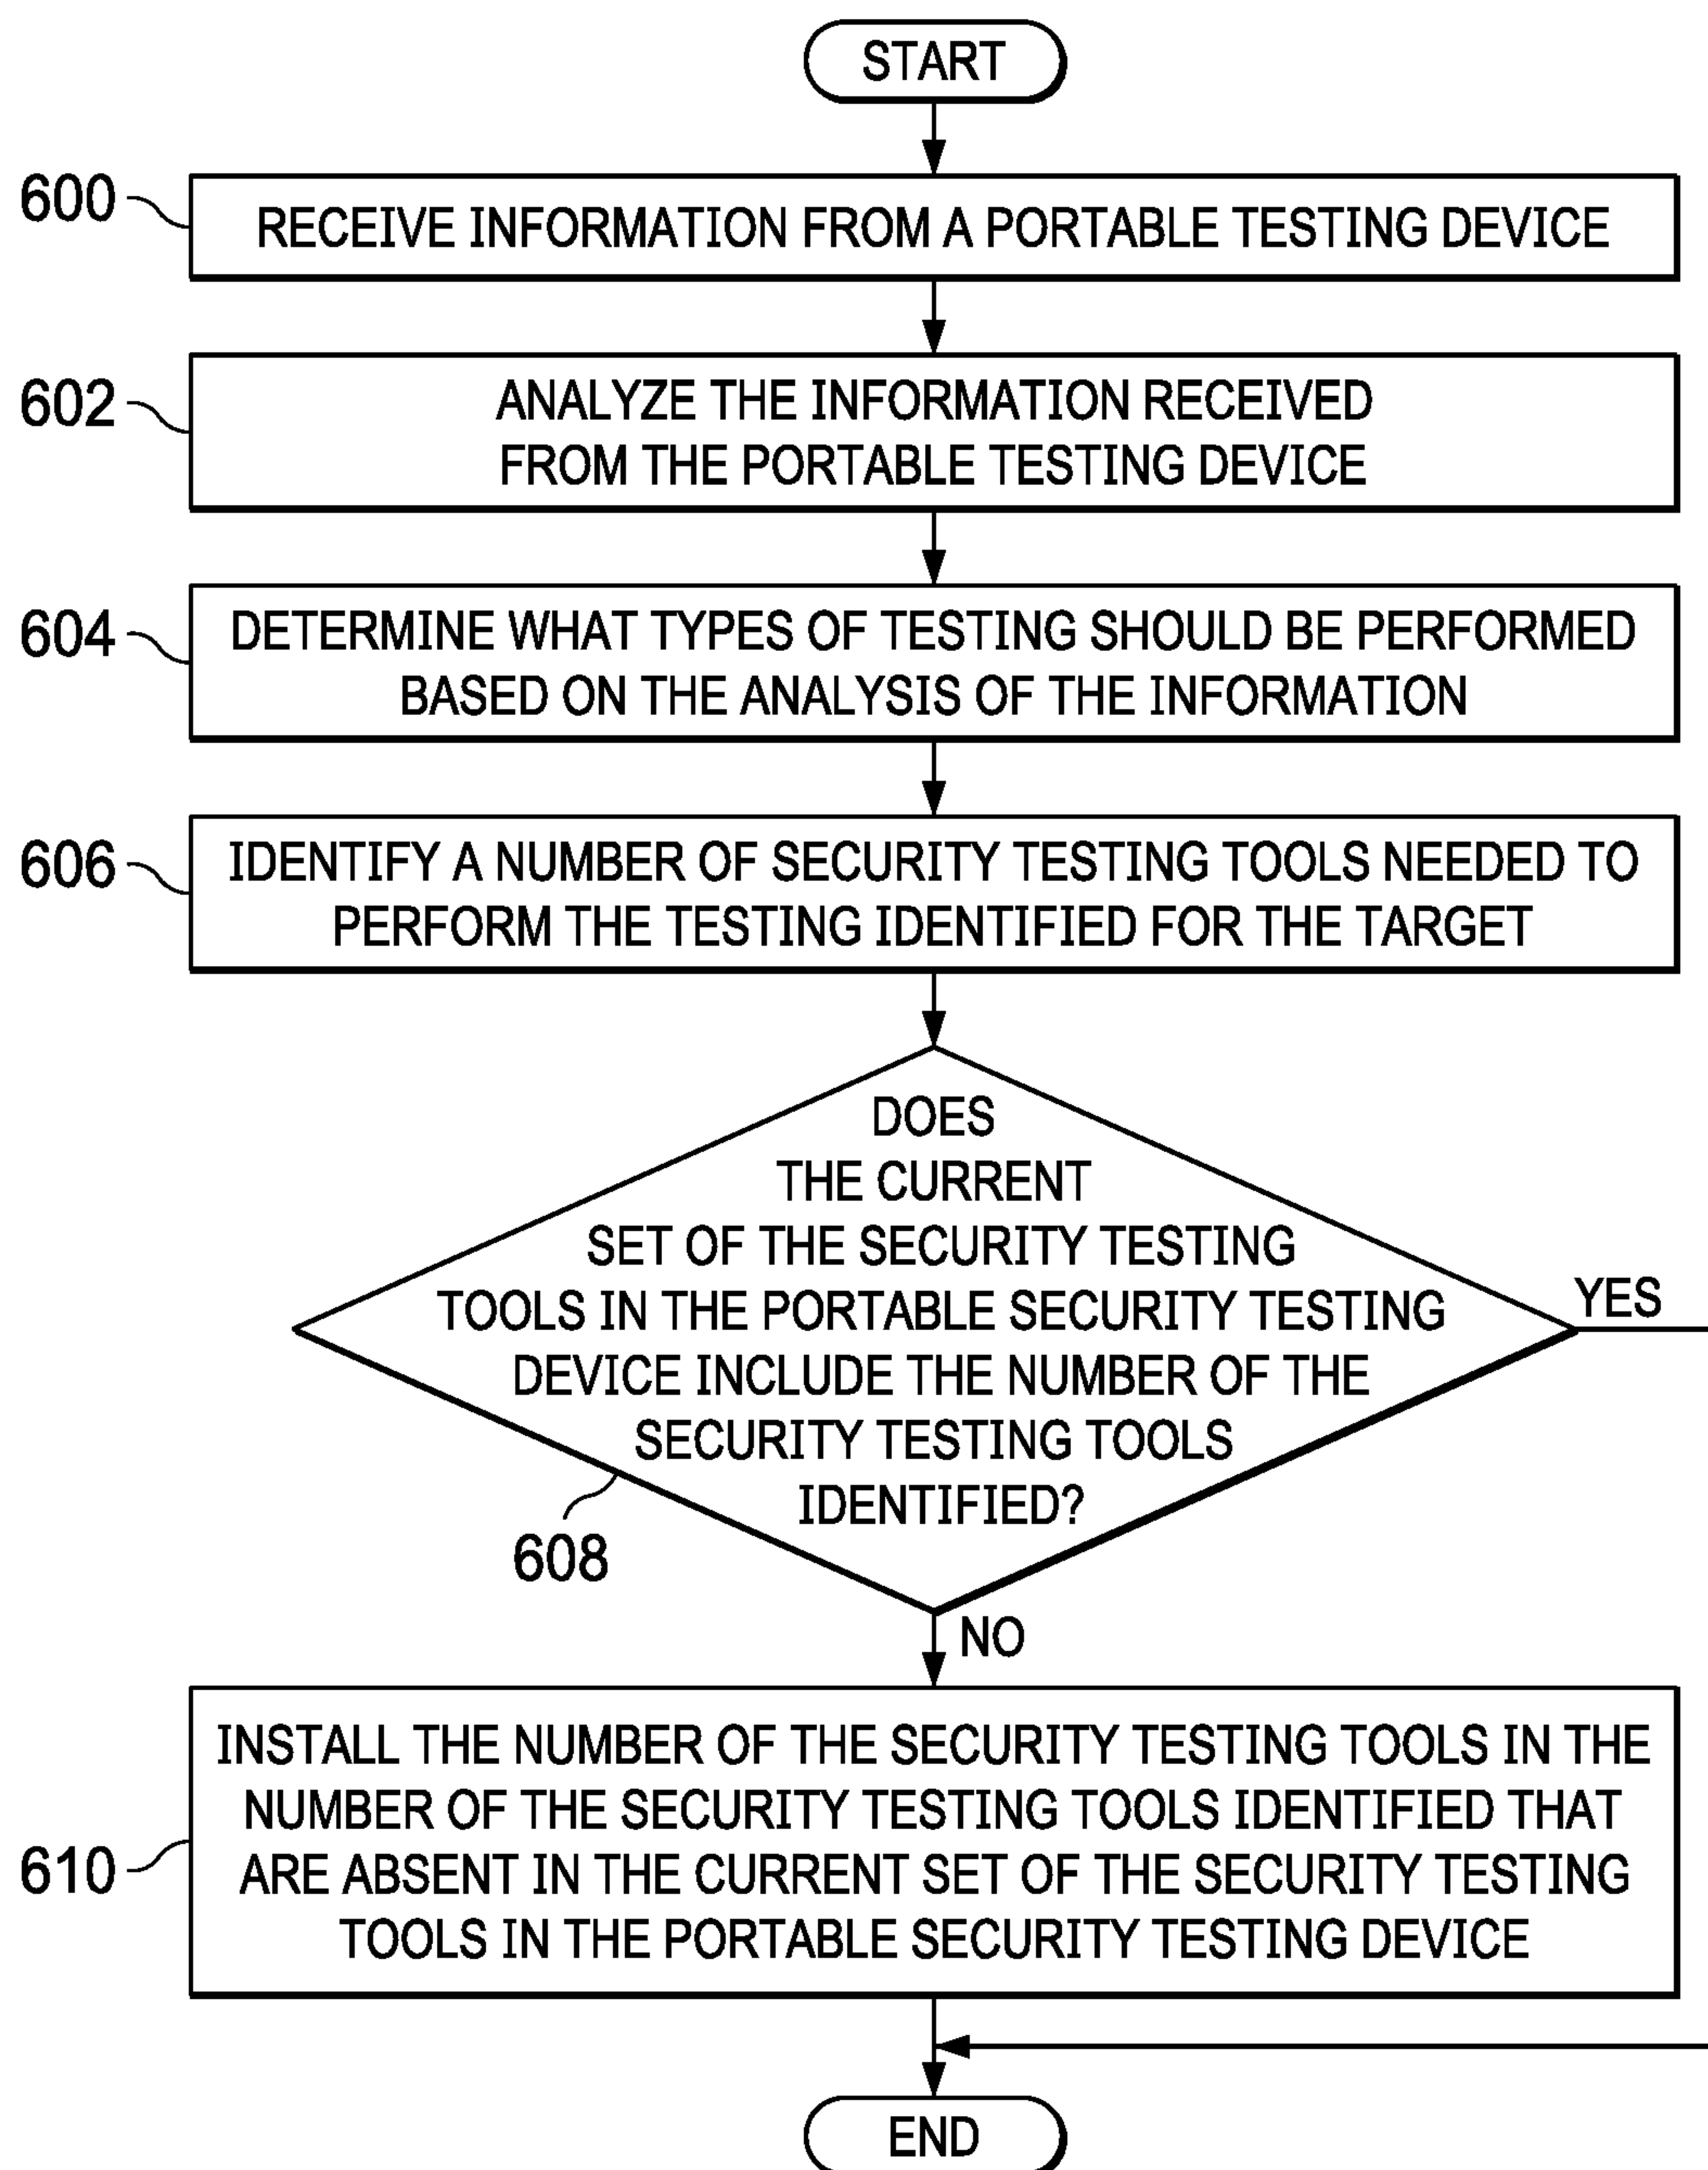 START
600
RECEIVE INFORMATION FROM A PORTABLE TESTING DEVICE
602
ANALYZE THE INFORMATION RECEIVED
FROM THE PORTABLE TESTING DEVICE
604
DETERMINE WHAT TYPES OF TESTING SHOULD BE PERFORMED
BASED ON THE ANALYSIS OF THE INFORMATION
606
IDENTIFY A NUMBER OF SECURITY TESTING TOOLS NEEDED TO
PERFORM THE TESTING IDENTIFIED FOR THE TARGET
DOES
THE CURRENT
SET OF THE SECURITY TESTING
TOOLS IN THE PORTABLE SECURITY TESTING
DEVICE INCLUDE THE NUMBER OF THE
SECURITY TESTING TOOLS
IDENTIFIED?
YES
608
NO
INSTALL THE NUMBER OF THE SECURITY TESTING TOOLS IN THE
NUMBER OF THE SECURITY TESTING TOOLS IDENTIFIED THAT
ARE ABSENT IN THE CURRENT SET OF THE SECURITY TESTING
TOOLS IN THE PORTABLE SECURITY TESTING DEVICE
610
END